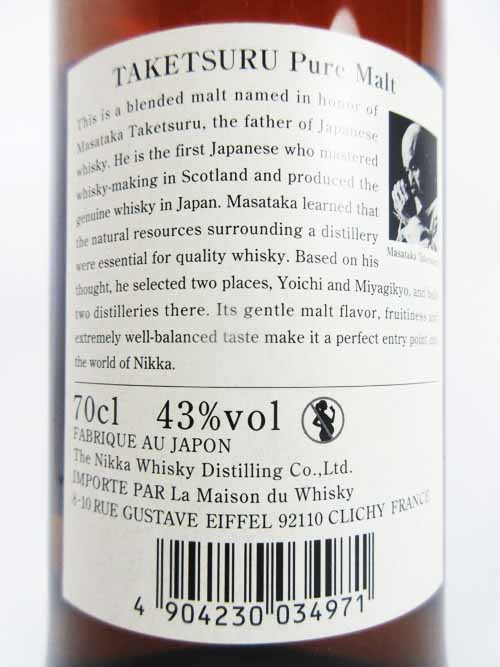 TAKETSURU Pure Malt
This is a blended malt named in honor of
Masataka Taketsuru, the father of Japanese
whisky. He is the first Japanese who mastered
whisky-making in Scotland and produced the
genuine whisky in Japan. Masataka learned that
the natural resources surrounding a distillery
were essential for quality whisky. Based on his
thought, he selected two places, Yoichi and Miyagikyo, and
two distilleries there. Its gentle malt flavor, fruitiness and
extremely well-balanced taste make it a perfect entry point
the world of Nikka.
Masataka Taketsuru
70cl 43%vol
FABRIQUE AU JAPON
The Nikka Whisky Distilling Co.,Ltd.
IMPORTE PAR La Maison du Whisky
8-10 RUE GUSTAVE EIFFEL 92110 CLICHY FRANCE
4 904230 034971